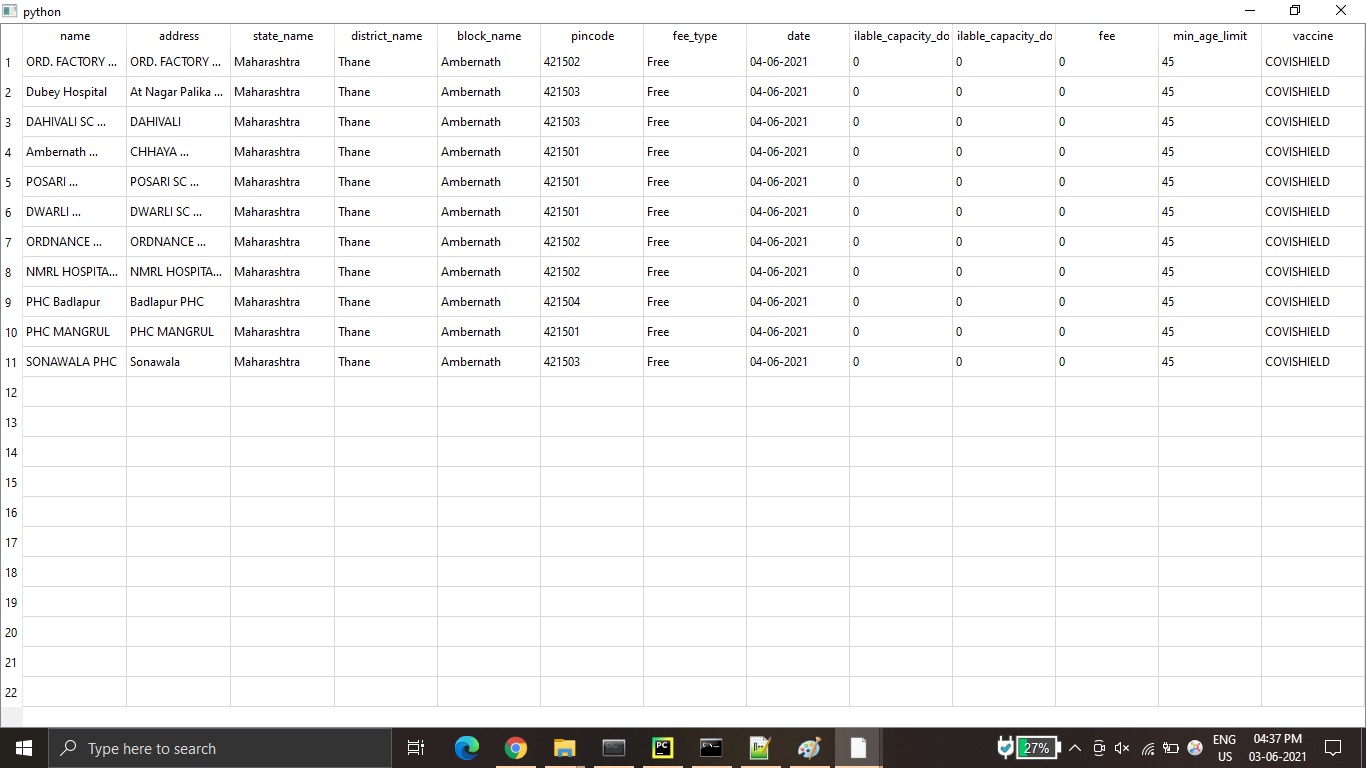 python
name address state_name district_name block_name pincode fee_type date ilable_capacity_do ilable_capacity_do fee min_age_limit vaccine
1 ORD. FACTORY ... ORD. FACTORY ... Maharashtra Thane Ambernath 421502 Free 04-06-2021 0 0 0 45 COVISHIELD
2 Dubey Hospital At Nagar Palika ... Maharashtra Thane Ambernath 421503 Free 04-06-2021 0 0 0 45 COVISHIELD
3 DAHIVALI SC ... DAHIVALI Maharashtra Thane Ambernath 421503 Free 04-06-2021 0 0 0 45 COVISHIELD
4 Ambernath ... CHHAYA ... Maharashtra Thane Ambernath 421501 Free 04-06-2021 0 0 0 45 COVISHIELD
5 POSARI ... POSARI SC ... Maharashtra Thane Ambernath 421501 Free 04-06-2021 0 0 0 45 COVISHIELD
6 DWARLI ... DWARLI SC ... Maharashtra Thane Ambernath 421501 Free 04-06-2021 0 0 0 45 COVISHIELD
7 ORDNANCE ... ORDNANCE ... Maharashtra Thane Ambernath 421502 Free 04-06-2021 0 0 0 45 COVISHIELD
8 NMRL HOSPITA... NMRL HOSPITA... Maharashtra Thane Ambernath 421502 Free 04-06-2021 0 0 0 45 COVISHIELD
9 PHC Badlapur Badlapur PHC Maharashtra Thane Ambernath 421504 Free 04-06-2021 0 0 0 45 COVISHIELD
10 PHC MANGRUL PHC MANGRUL Maharashtra Thane Ambernath 421501 Free 04-06-2021 0 0 0 45 COVISHIELD
11 SONAWALA PHC Sonawala Maharashtra Thane Ambernath 421503 Free 04-06-2021 0 0 0 45 COVISHIELD
12
13
14
15
16
17
18
19
20
21
22
Type here to search
PC
27%
ENG
US
04:37 PM
03-06-2021